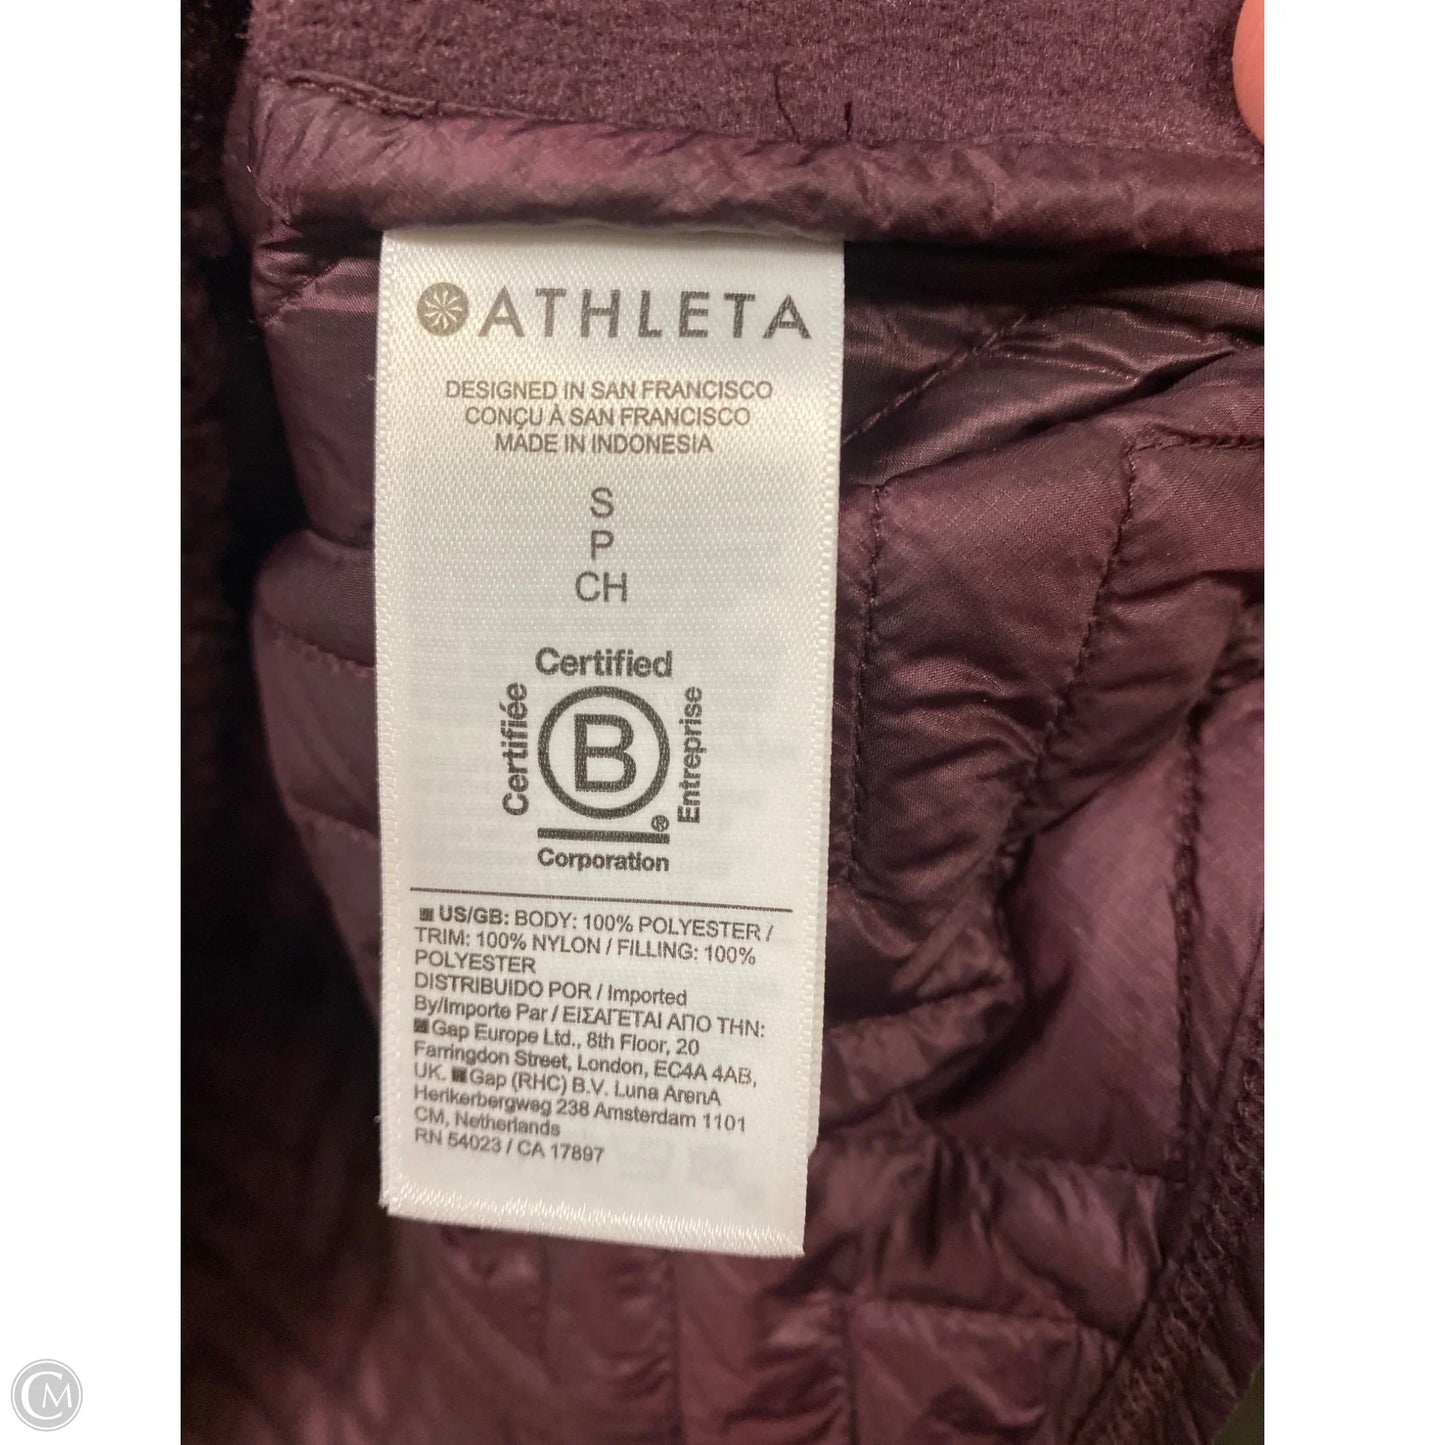 ATHLETA
DESIGNED IN SAN FRANCISCO
CONÇU À SAN FRANCISCO
MADE IN INDONESIA
S
P
CH
Certified
Certifiée
B
Entreprise
®
Corporation
US/GB: BODY: 100% POLYESTER /
TRIM: 100% NYLON / FILLING: 100%
POLYESTER
DISTRIBUIDO POR / Imported
By/Importe Par / ΕΙΣΑΓΕΤΑΙ ΑΠΟ ΤΗΝ:
Gap Europe Ltd., 8th Floor, 20
Farringdon Street, London, EC4A 4AB,
UK. Gap (RHC) B.V. Luna ArenA
Herikerbergweg 238 Amsterdam 1101
CM, Netherlands
RN 54023 / CA 17897
CM